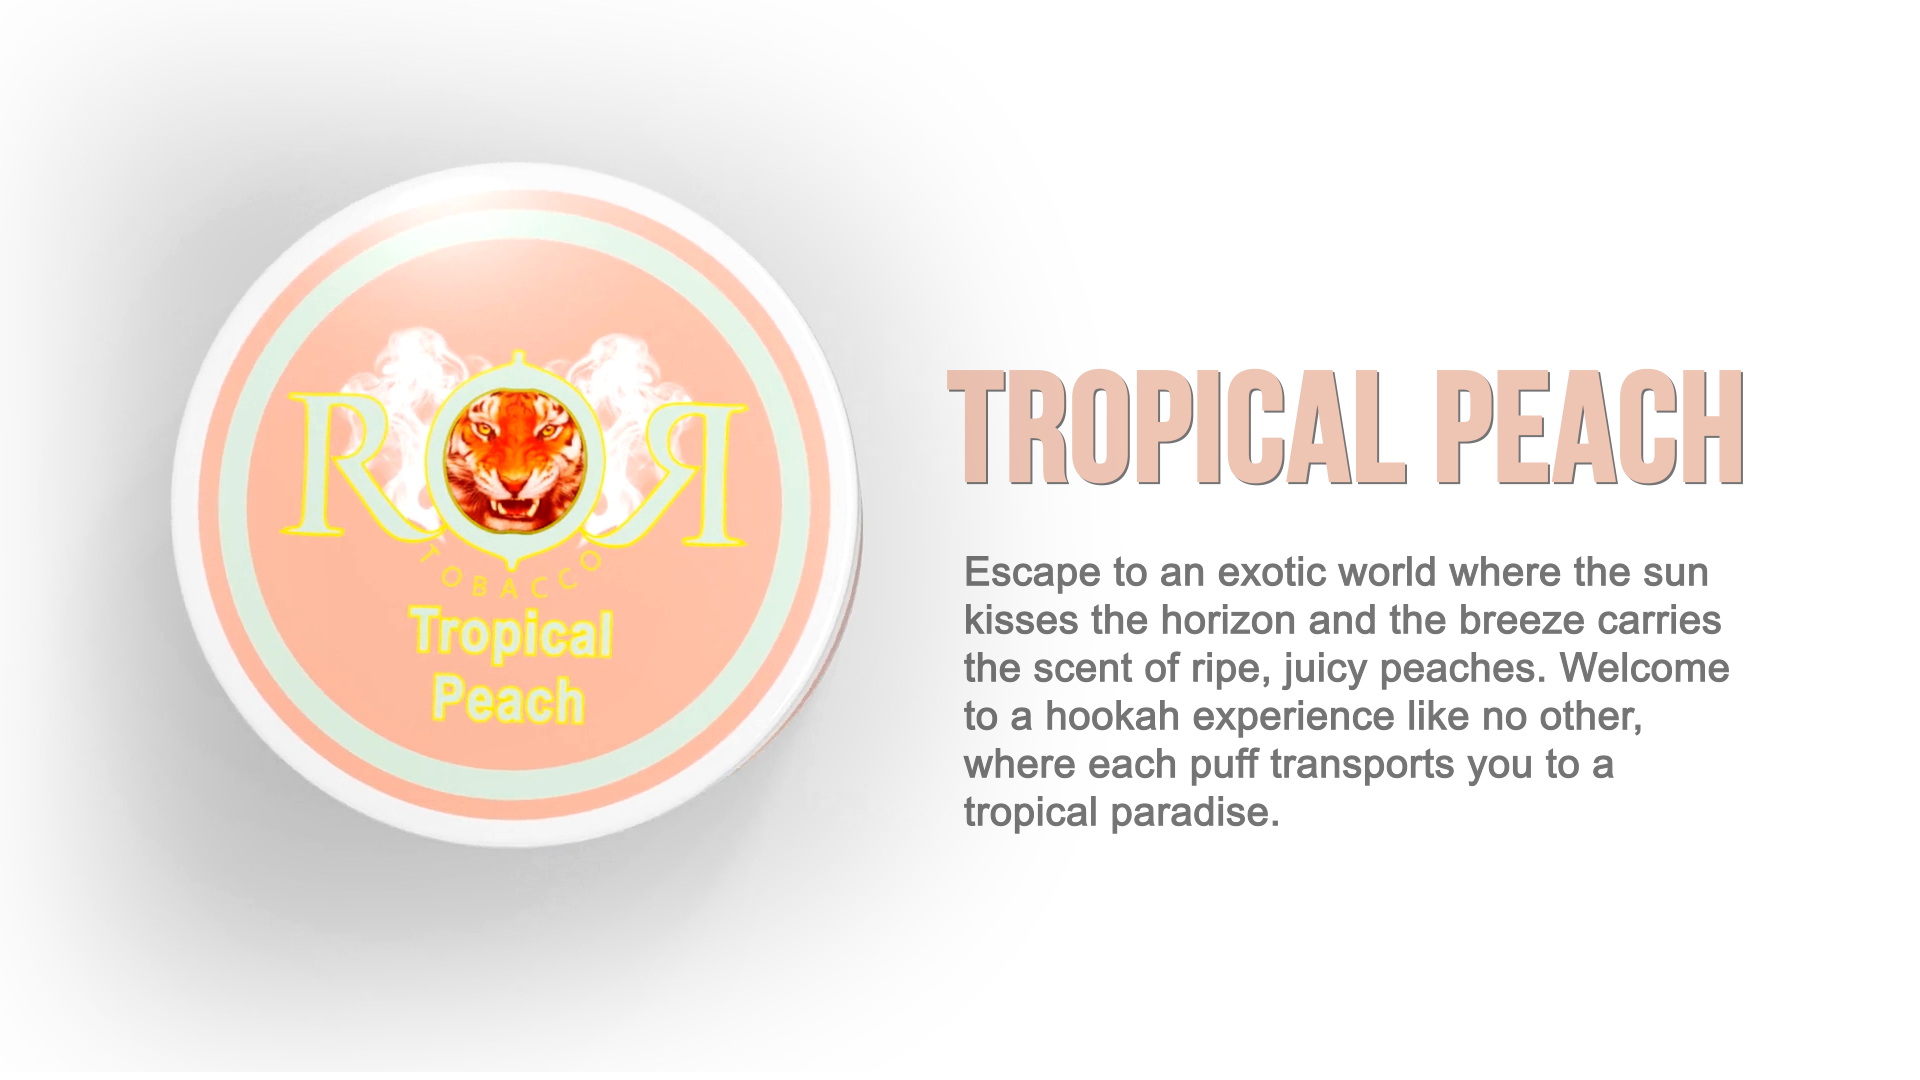 ROR
TOBACCO
Tropical
Peach
TROPICAL PEACH
Escape to an exotic world where the sun
kisses the horizon and the breeze carries
the scent of ripe, juicy peaches. Welcome
to a hookah experience like no other,
where each puff transports you to a
tropical paradise.